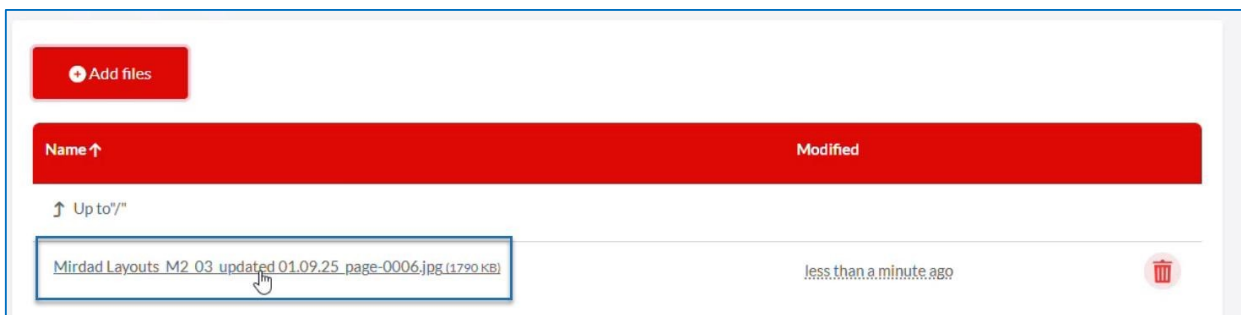 Add files
Name↑ Modified
Up to"/"
Mirdad Layouts M2 03 updated 01.09.25 page-0006.jpg (1790 KB) less than a minute ago